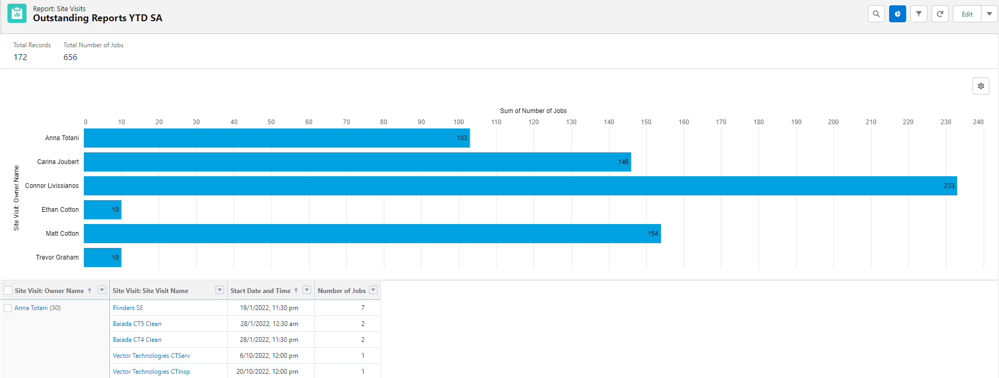 Report: Site Visits
Outstanding Reports YTD SA
Edit
Total Records
172
Total Number of Jobs
656
Sum of Number of Jobs
0 10 20 30 40 50 60 70 80 90 100 110 120 130 140 150 160 170 180 190 200 210 220 230 240
Site Visit: Owner Name
Anna Totani 103
Carina Joubert 146
Connor Livissianos 233
Ethan Cotton 10
Matt Cotton 154
Trevor Graham 10
Site Visit: Owner Name ↑ Site Visit: Site Visit Name Start Date and Time ↑ Number of Jobs
Anna Totani (30) Flinders SE 19/1/2022, 11:30 pm 7
Baiada CT5 Clean 28/1/2022, 12:30 am 2
Baiada CT4 Clean 28/1/2022, 11:30 pm 2
Vector Technologies CTServ 6/10/2022, 12:00 pm 1
Vector Technologies CTInsp 20/10/2022, 12:00 pm 1